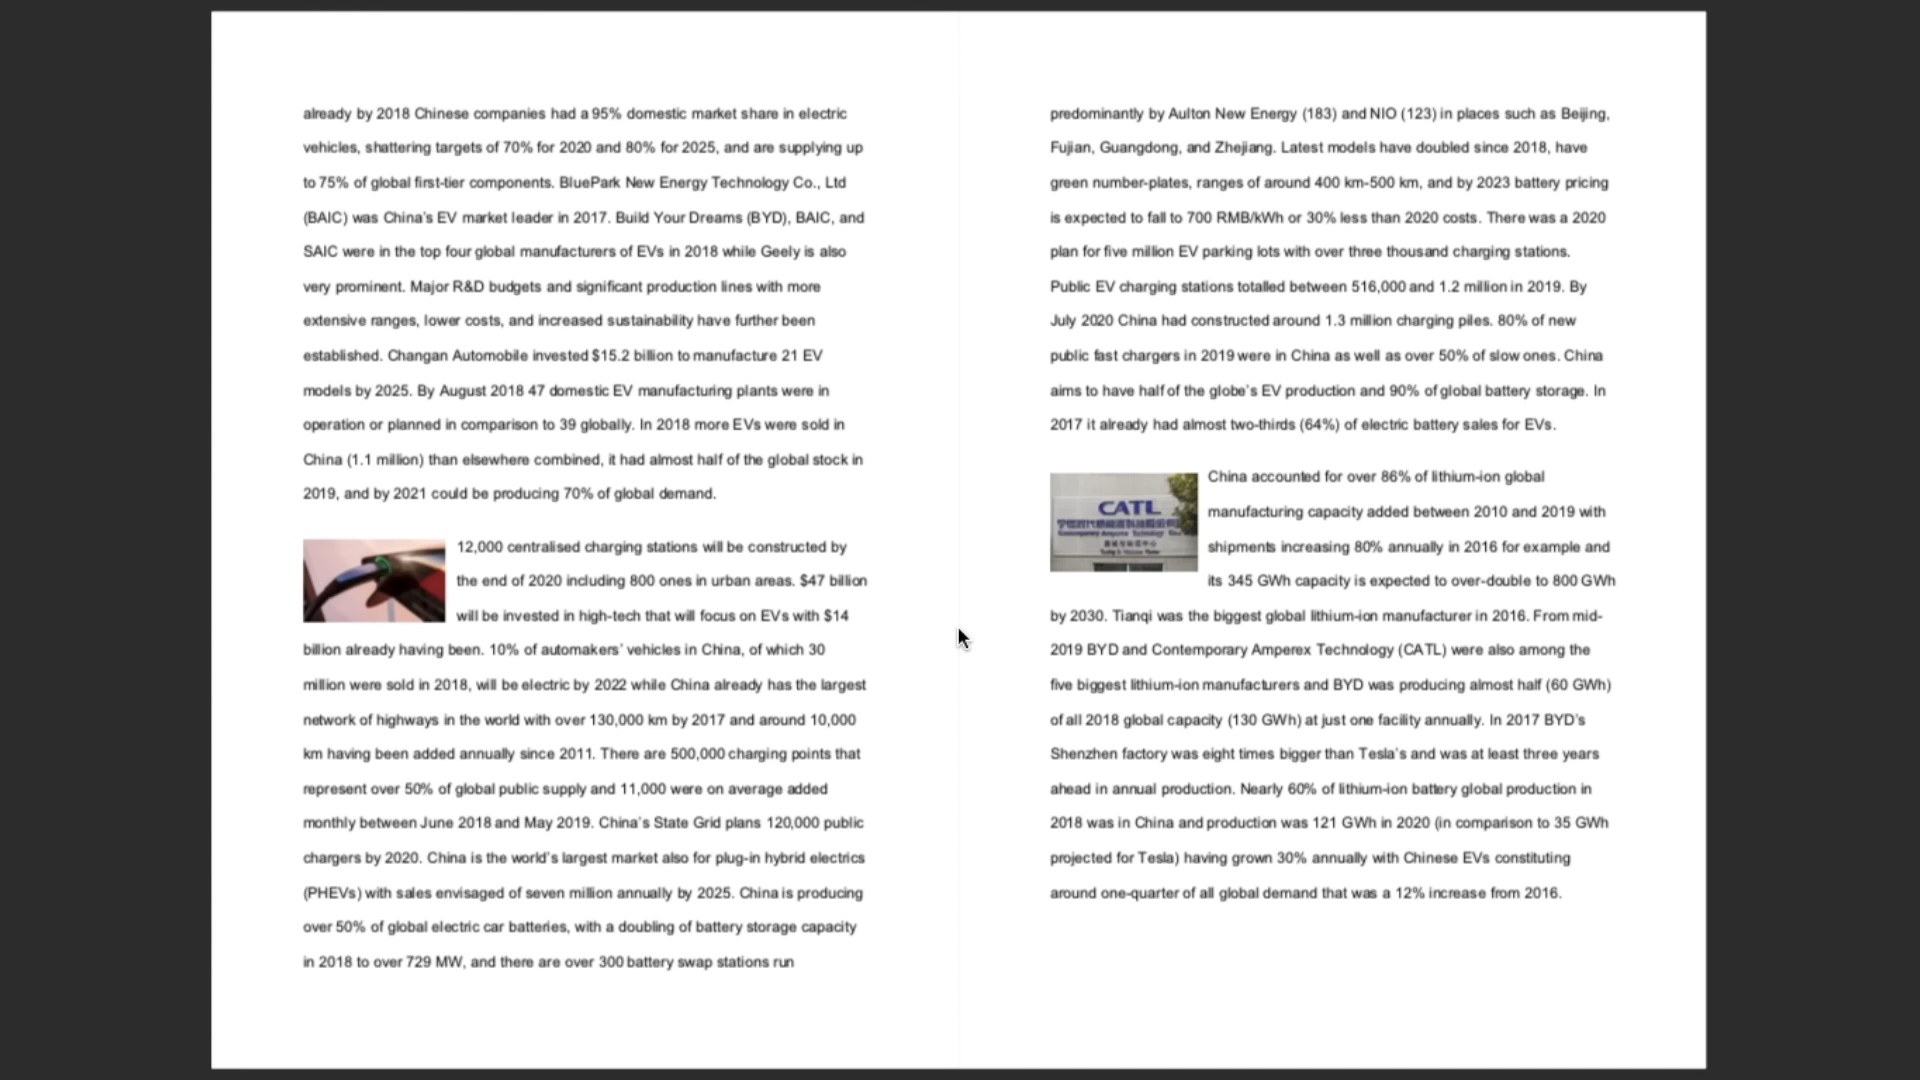 already by 2018 Chinese companies had a 95% domestic market share in electric
vehicles, shattering targets of 70% for 2020 and 80% for 2025, and are supplying up
to 75% of global first-tier components. BluePark New Energy Technology Co., Ltd
(BAIC) was China's EV market leader in 2017. Build Your Dreams (BYD), BAIC, and
SAIC were in the top four global manufacturers of EVs in 2018 while Geely is also
very prominent. Major R&D budgets and significant production lines with more
extensive ranges, lower costs, and increased sustainability have further been
established. Changan Automobile invested $15.2 billion to manufacture 21 EV
models by 2025. By August 2018 47 domestic EV manufacturing plants were in
operation or planned in comparison to 39 globally. In 2018 more EVs were sold in
China (1.1 million) than elsewhere combined, it had almost half of the global stock in
2019, and by 2021 could be producing 70% of global demand.
12,000 centralised charging stations will be constructed by
the end of 2020 including 800 ones in urban areas. $47 billion
will be invested in high-tech that will focus on EVs with $14
billion already having been. 10% of automakers' vehicles in China, of which 30
million were sold in 2018, will be electric by 2022 while China already has the largest
network of highways in the world with over 130,000 km by 2017 and around 10,000
km having been added annually since 2011. There are 500,000 charging points that
represent over 50% of global public supply and 11,000 were on average added
monthly between June 2018 and May 2019. China's State Grid plans 120,000 public
chargers by 2020. China is the world's largest market also for plug-in hybrid electrics
(PHEVs) with sales envisaged of seven million annually by 2025. China is producing
over 50% of global electric car batteries, with a doubling of battery storage capacity
in 2018 to over 729 MW, and there are over 300 battery swap stations run
predominantly by Aulton New Energy (183) and NIO (123) in places such as Beijing,
Fujian, Guangdong, and Zhejiang. Latest models have doubled since 2018, have
green number-plates, ranges of around 400 km-500 km, and by 2023 battery pricing
is expected to fall to 700 RMB/kWh or 30% less than 2020 costs. There was a 2020
plan for five million EV parking lots with over three thousand charging stations.
Public EV charging stations totalled between 516,000 and 1.2 million in 2019. By
July 2020 China had constructed around 1.3 million charging piles. 80% of new
public fast chargers in 2019 were in China as well as over 50% of slow ones. China
aims to have half of the globe's EV production and 90% of global battery storage. In
2017 it already had almost two-thirds (64%) of electric battery sales for EVs.
CATL
Contemporary Amperex Technology
China accounted for over 86% of lithium-ion global
manufacturing capacity added between 2010 and 2019 with
shipments increasing 80% annually in 2016 for example and
its 345 GWh capacity is expected to over-double to 800 GWh
by 2030. Tianqi was the biggest global lithium-ion manufacturer in 2016. From mid-
2019 BYD and Contemporary Amperex Technology (CATL) were also among the
five biggest lithium-ion manufacturers and BYD was producing almost half (60 GWh)
of all 2018 global capacity (130 GWh) at just one facility annually. In 2017 BYD's
Shenzhen factory was eight times bigger than Tesla's and was at least three years
ahead in annual production. Nearly 60% of lithium-ion battery global production in
2018 was in China and production was 121 GWh in 2020 (in comparison to 35 GWh
projected for Tesla) having grown 30% annually with Chinese EVs constituting
around one-quarter of all global demand that was a 12% increase from 2016.